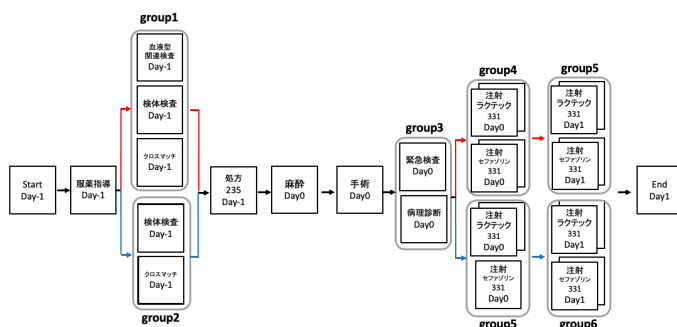 group1
血液型
関連検査
Day-1
検体検査
Day-1
クロスマッチ
Day-1
Start
Day-1
服薬指導
Day-1
検体検査
Day-1
クロスマッチ
Day-1
group2
処方
235
Day-1
麻酔
Day0
手術
Day0
group3
緊急検査
Day0
病理診断
Day0
group4
注射
ラクテック
331
Day0
注射
セファゾリン
331
Day0
group5
注射
ラクテック
331
Day1
注射
セファゾリン
331
Day1
注射
ラクテック
331
Day0
注射
セファゾリン
331
Day0
group5
注射
ラクテック
331
Day1
注射
セファゾリン
331
Day1
group6
End
Day1